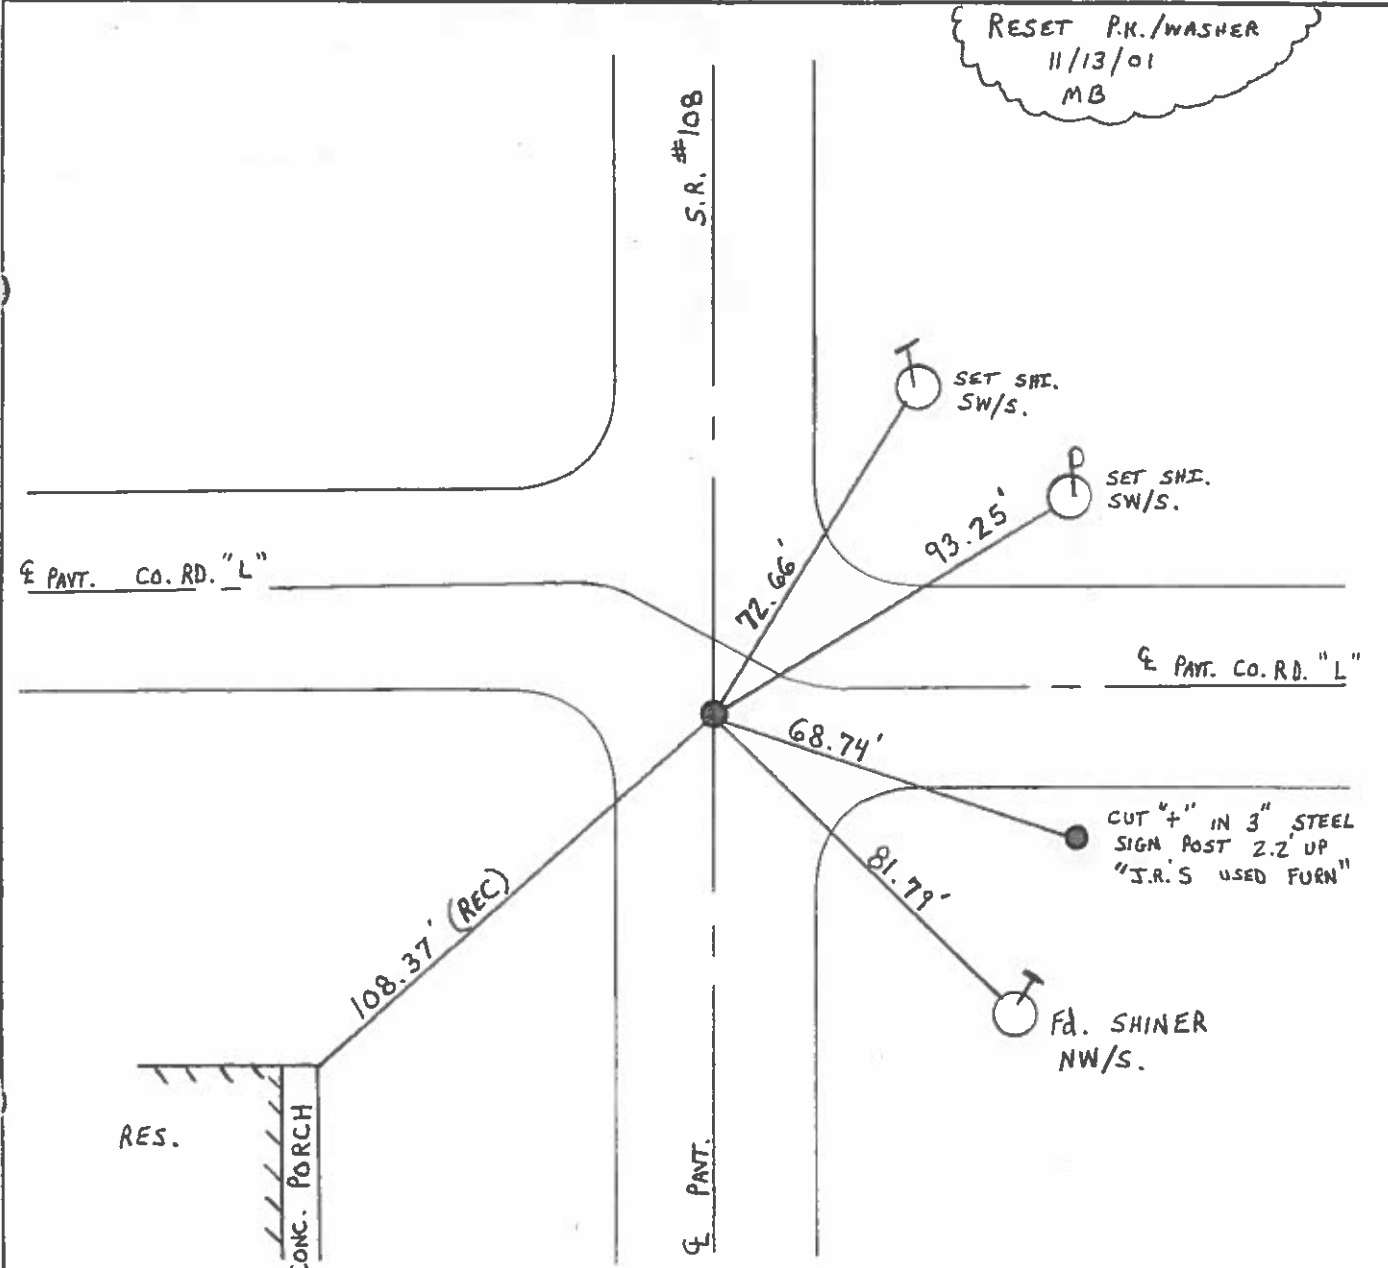 RESET P.K./WASHER
11/13/01
MB
S.R. #108
SET SHI.
SW/S.
SET SHI.
SW/S.
93.25'
72.66'
℄ PAVT. CO. RD. "L"
℄ PAVT. CO. RD. "L"
68.74'
CUT "+" IN 3" STEEL
SIGN POST 2.2' UP
"J.R.'S USED FURN"
81.79'
108.37' (REC)
Fd. SHINER
NW/S.
RES.
CONC. PORCH
℄ PAVT.